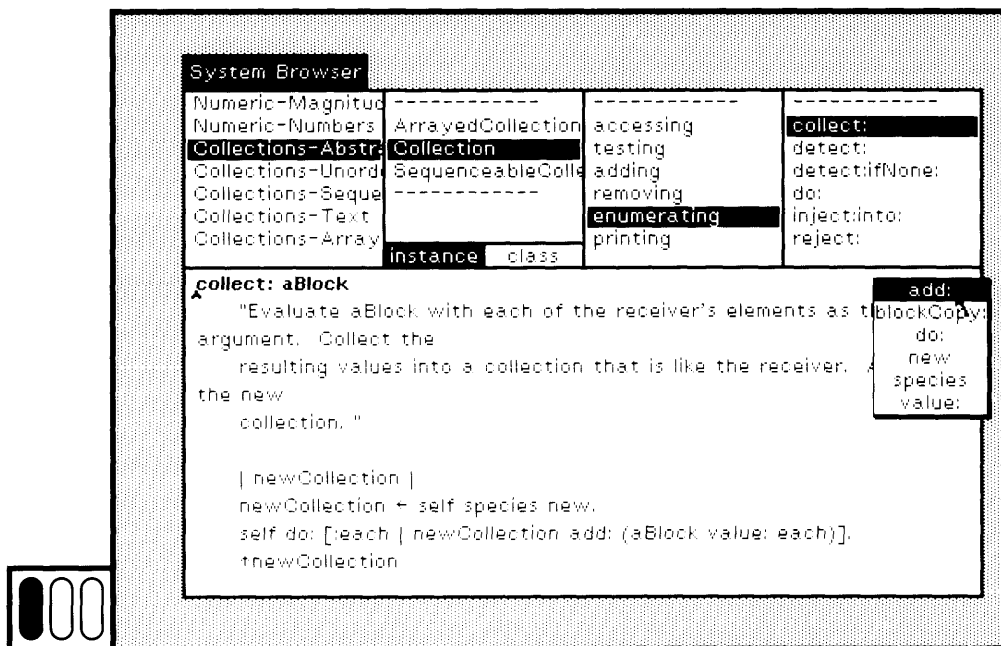 System Browser
Numeric-Magnitud
Numeric-Numbers
Collections-Abstra
Collections-Unord
Collections-Seque
Collections-Text
Collections-Array
------------
ArrayedCollection
Collection
SequenceableColle
------------
instance class
------------
accessing
testing
adding
removing
enumerating
printing
------------
collect:
detect:
detect:ifNone:
do:
inject:into:
reject:
collect: aBlock
"Evaluate aBlock with each of the receiver's elements as t
argument. Collect the
resulting values into a collection that is like the receiver. A
the new
collection. "
| newCollection |
newCollection ← self species new.
self do: [:each | newCollection add: (aBlock value: each)].
↑newCollection
add:
blockCopy:
do:
new
species
value: